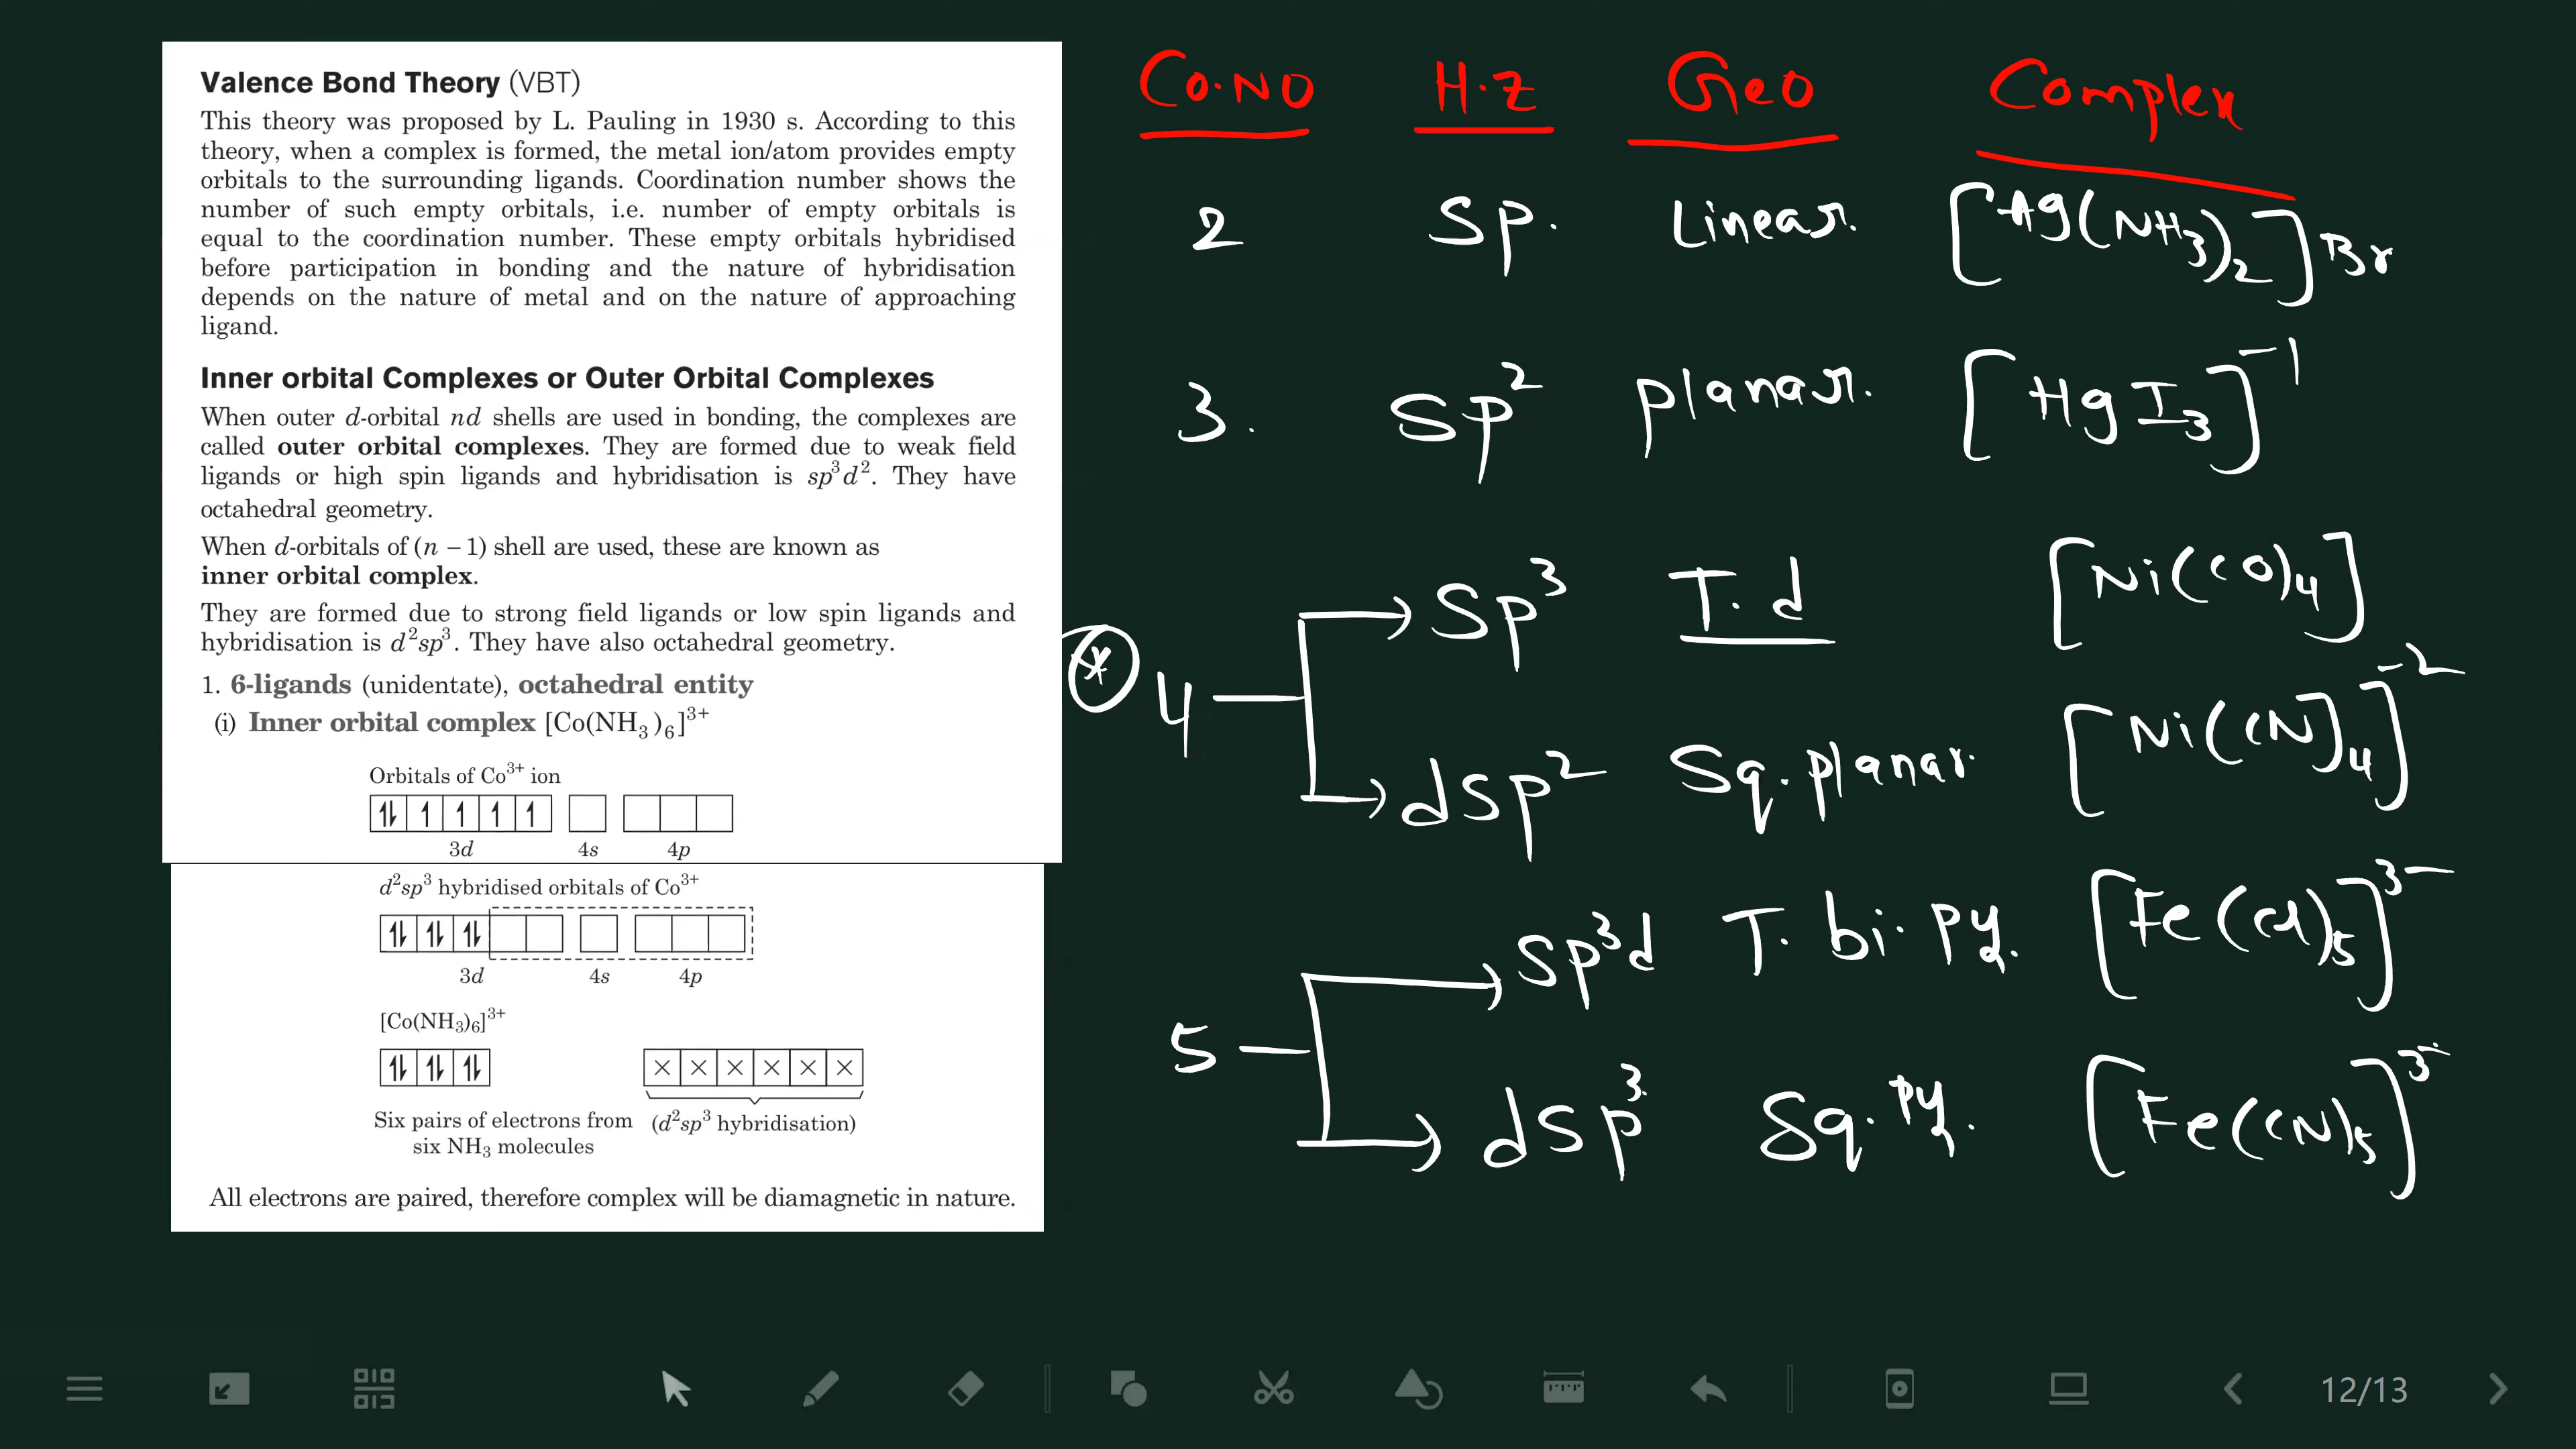 Valence Bond Theory (VBT)
This theory was proposed by L. Pauling in 1930 s. According to this
theory, when a complex is formed, the metal ion/atom provides empty
orbitals to the surrounding ligands. Coordination number shows the
number of such empty orbitals, i.e. number of empty orbitals is
equal to the coordination number. These empty orbitals hybridised
before participation in bonding and the nature of hybridisation
depends on the nature of metal and on the nature of approaching
ligand.
Inner orbital Complexes or Outer Orbital Complexes
When outer d-orbital nd shells are used in bonding, the complexes are
called outer orbital complexes. They are formed due to weak field
ligands or high spin ligands and hybridisation is sp³d². They have
octahedral geometry.
When d-orbitals of (n – 1) shell are used, these are known as
inner orbital complex.
They are formed due to strong field ligands or low spin ligands and
hybridisation is d²sp³. They have also octahedral geometry.
1. 6-ligands (unidentate), octahedral entity
(i) Inner orbital complex [Co(NH₃)₆]³⁺
Orbitals of Co³⁺ ion
3d 4s 4p
d²sp³ hybridised orbitals of Co³⁺
3d 4s 4p
[Co(NH₃)₆]³⁺
× × × × × ×
Six pairs of electrons from
six NH₃ molecules
(d²sp³ hybridisation)
All electrons are paired, therefore complex will be diamagnetic in nature.
Co.NO H.Z Geo Complex
2 Sp. Linear. [Ag(NH₃)₂]Br
3. Sp² planar. [HgI₃]⁻¹
* 4
Sp³ T.d [Ni(CO)₄]
dSp² Sq.planar. [Ni(CN]₄]⁻²
5
Sp³d T.bi.py. [Fe(Cl)₅]³⁻
dSp³ Sq.py. [Fe(CN)₅]³⁻
12/13